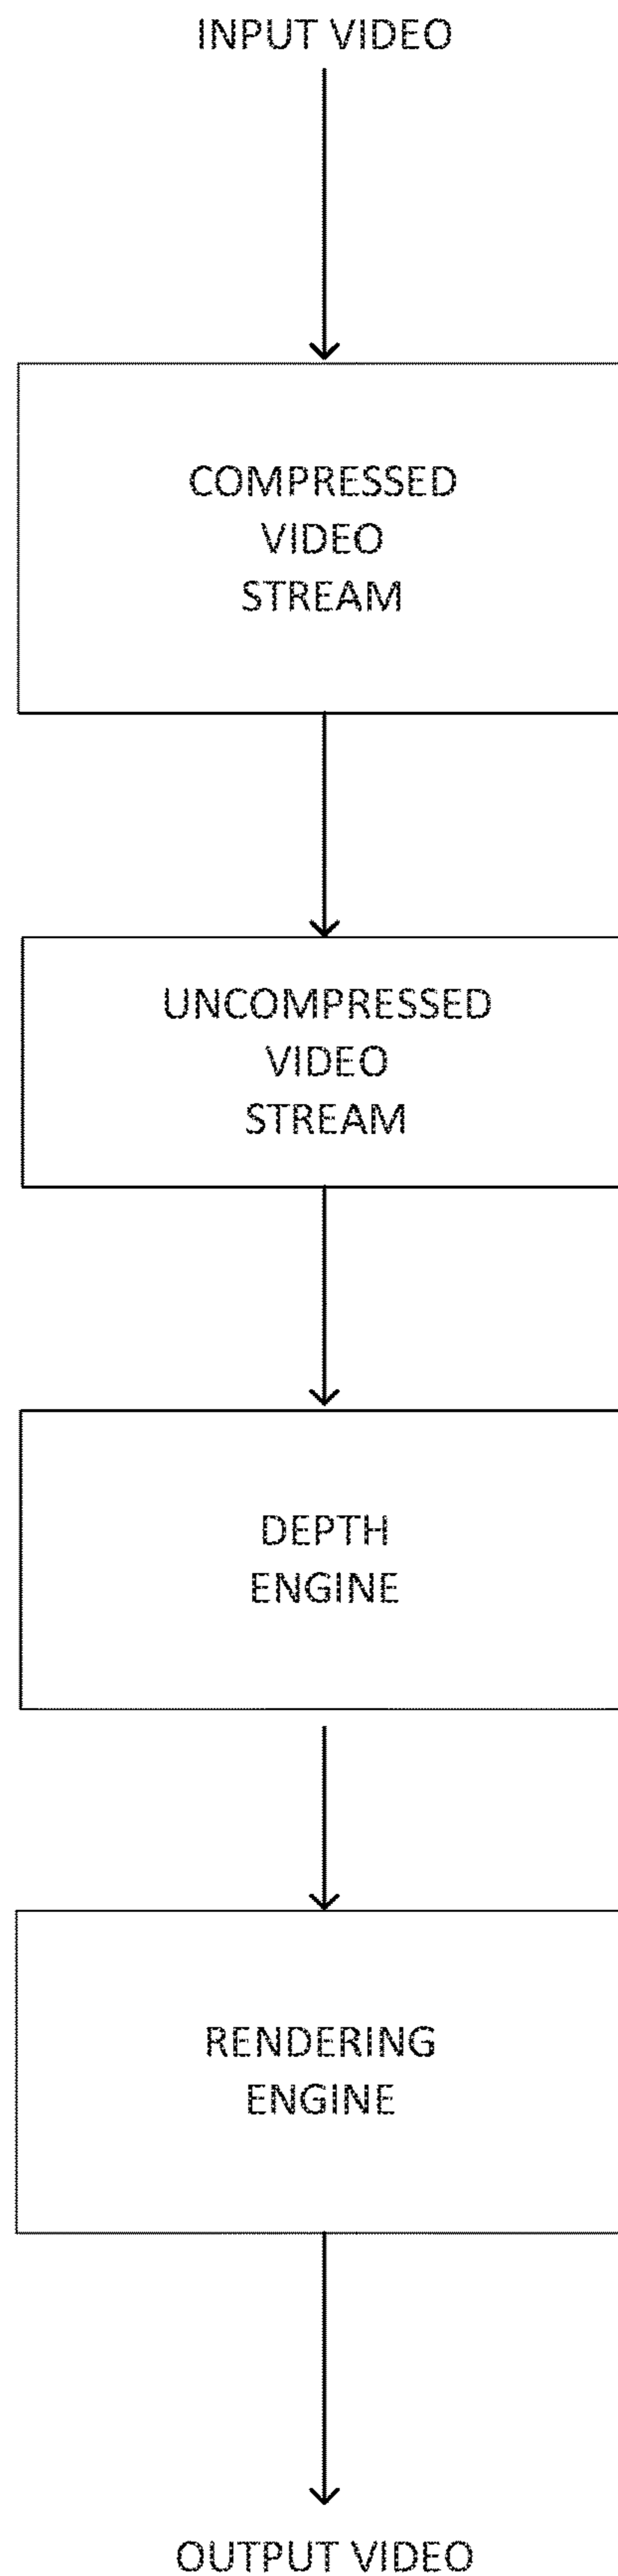 INPUT VIDEO
COMPRESSED
VIDEO
STREAM
UNCOMPRESSED
VIDEO
STREAM
DEPTH
ENGINE
RENDERING
ENGINE
OUTPUT VIDEO